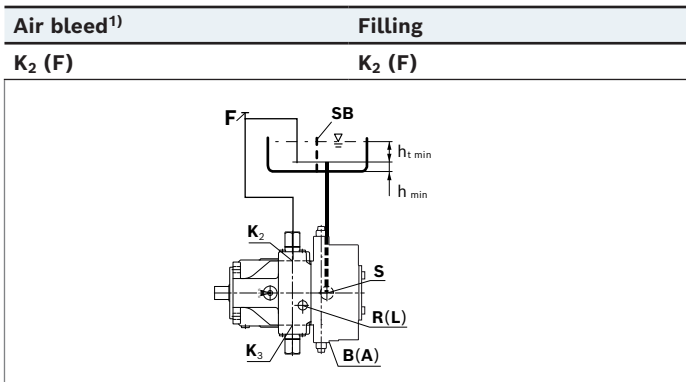 Air bleed¹⁾ Filling
K₂ (F) K₂ (F)
F SB
hₜ ₘᵢₙ
h ₘᵢₙ
K₂
S
R(L)
K₃
B(A)